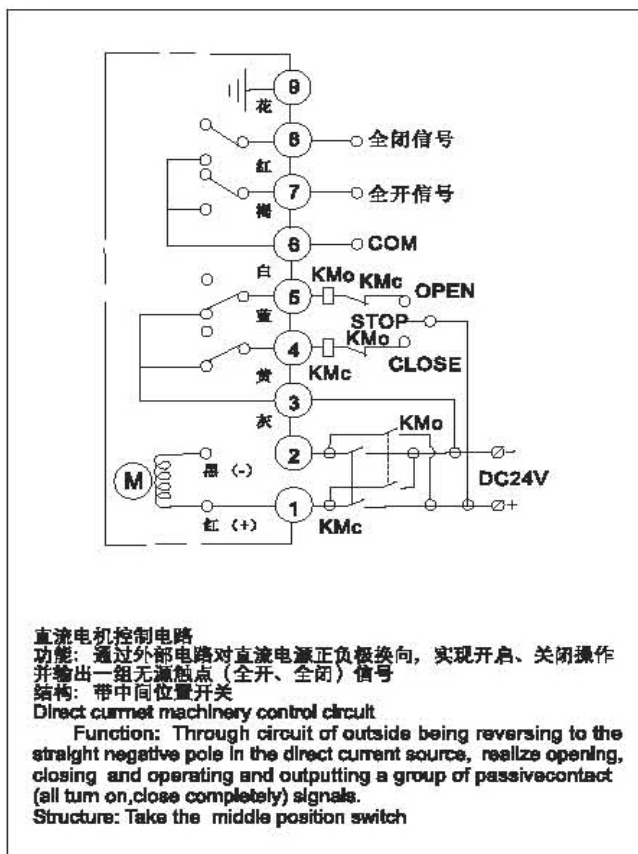 9
花
8
全闭信号
红
7
全开信号
褐
6
COM
白
KMo
KMc
5
OPEN
蓝
STOP
KMo
4
CLOSE
KMc
黄
3
灰
KMo
2
黑 (-)
-
DC24V
M
1
+
红 (+)
KMc
直流电机控制电路
功能：通过外部电路对直流电源正负极换向，实现开启、关闭操作
并输出一组无源触点（全开、全闭）信号
结构：带中间位置开关
Direct currnet machinery control circuit
Function: Through circuit of outside being reversing to the
straight negative pole in the direct current source, realize opening,
closing and operating and outputting a group of passivecontact
(all turn on,close completely) signals.
Structure: Take the middle position switch